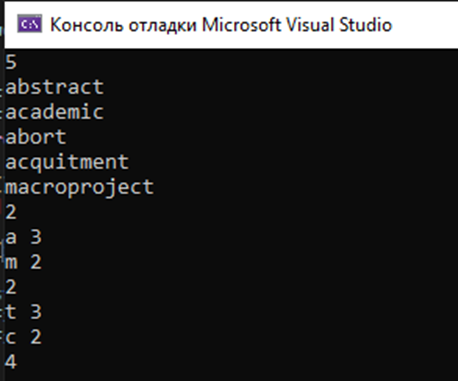 C:\ Консоль отладки Microsoft Visual Studio
5
abstract
academic
abort
acquitment
macroproject
2
a 3
m 2
2
t 3
c 2
4